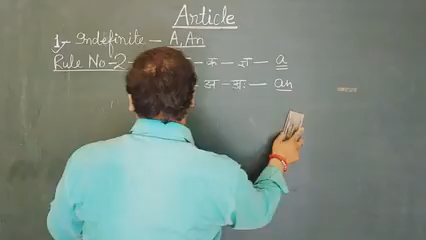 Article
1, Indefinite – A, An
Rule No-2 – क – ज्ञ – a
– अ – अः – an